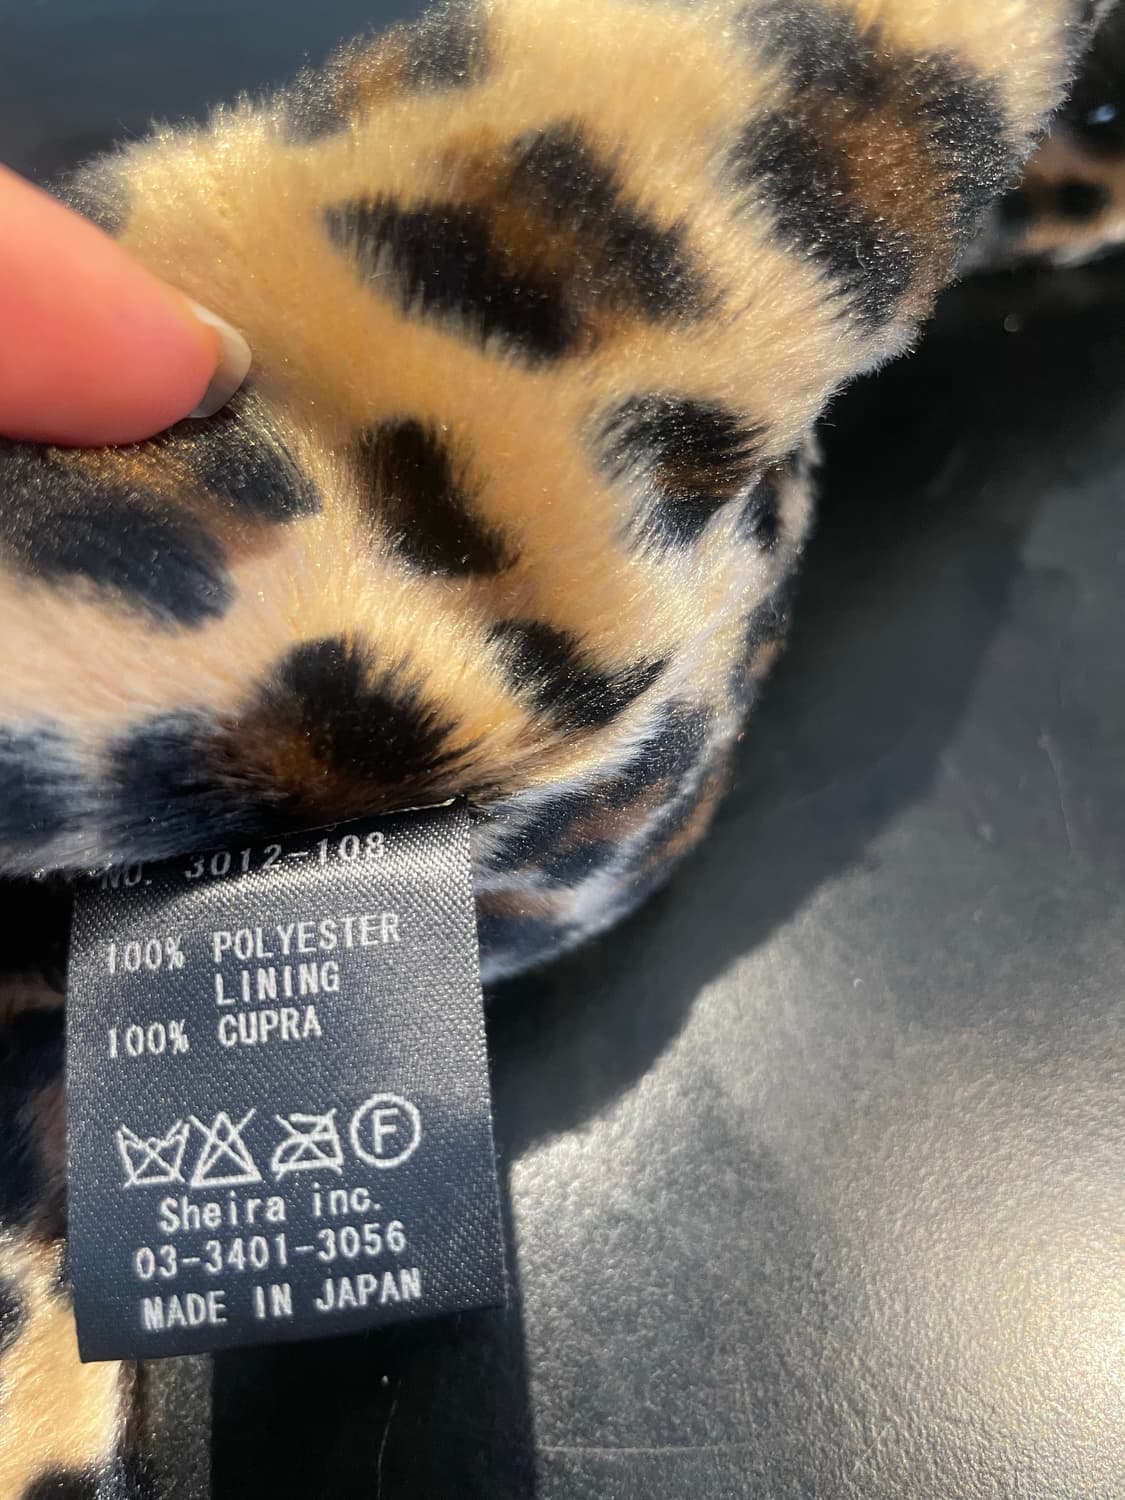 NO. 3012-108
100% POLYESTER
LINING
100% CUPRA
F
Sheira inc.
03-3401-3056
MADE IN JAPAN